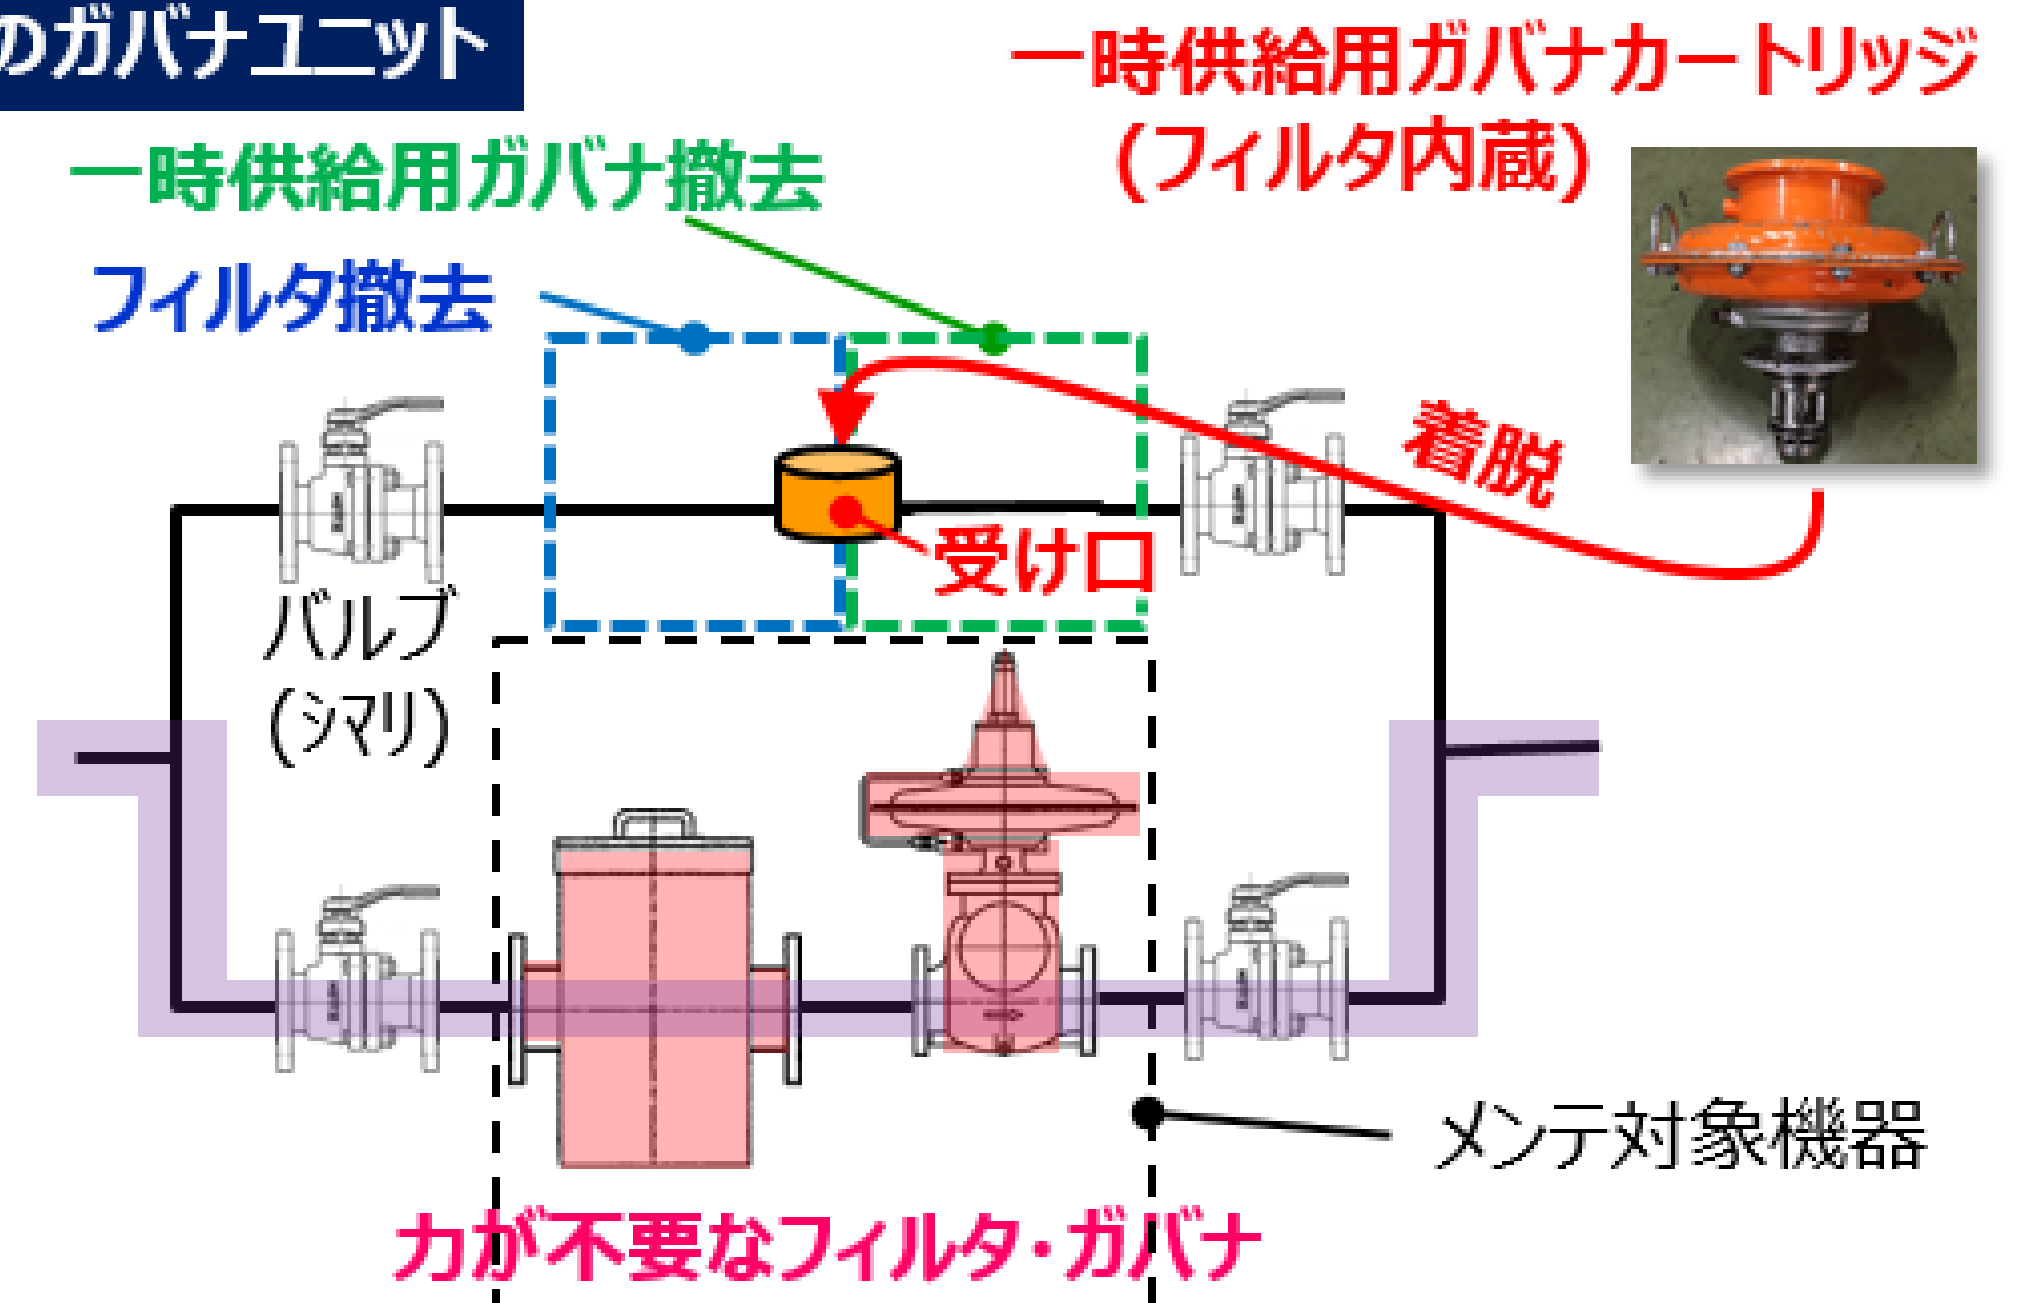 のガバナユニット
一時供給用ガバナカートリッジ
(フィルタ内蔵)
一時供給用ガバナ撤去
フィルタ撤去
着脱
受け口
バルブ
(シマリ)
メンテ対象機器
力が不要なフィルタ・ガバナ